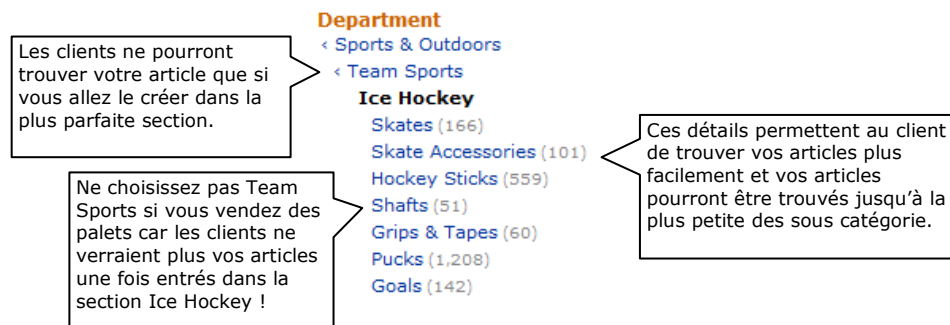 Department
‹ Sports & Outdoors
‹ Team Sports
Ice Hockey
Skates (166)
Skate Accessories (101)
Hockey Sticks (559)
Shafts (51)
Grips & Tapes (60)
Pucks (1,208)
Goals (142)
Les clients ne pourront
trouver votre article que si
vous allez le créer dans la
plus parfaite section.
Ne choisissez pas Team
Sports si vous vendez des
palets car les clients ne
verraient plus vos articles
une fois entrés dans la
section Ice Hockey !
Ces détails permettent au client
de trouver vos articles plus
facilement et vos articles
pourront être trouvés jusqu’à la
plus petite des sous catégorie.